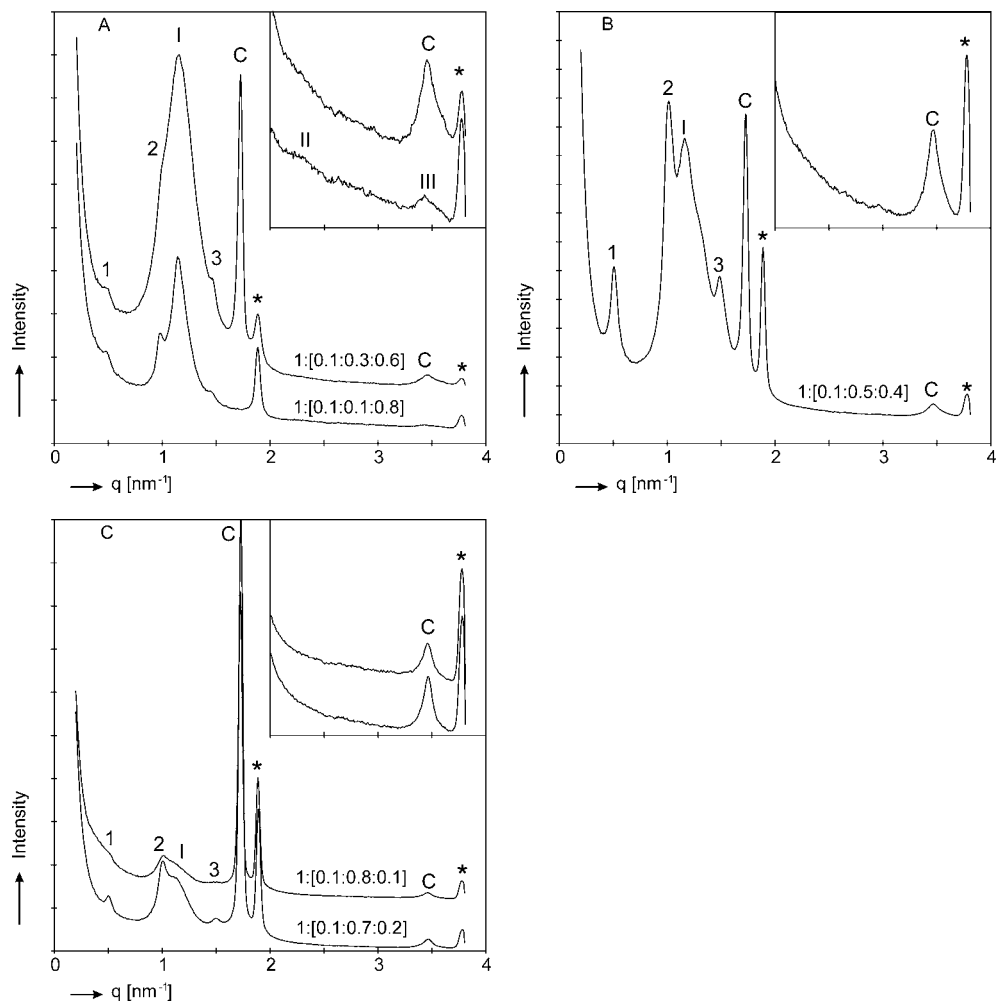 A
I
C
2
1
3
*
C
*
II
III
1:[0.1:0.3:0.6]
C
*
1:[0.1:0.1:0.8]
Intensity
0 1 2 3 4
q [nm⁻¹]
B
2
I
C
1
3
*
C
*
1:[0.1:0.5:0.4]
C
*
Intensity
0 1 2 3 4
q [nm⁻¹]
C
C
1
2
I
3
*
C
*
1:[0.1:0.8:0.1]
C
*
1:[0.1:0.7:0.2]
Intensity
0 1 2 3 4
q [nm⁻¹]